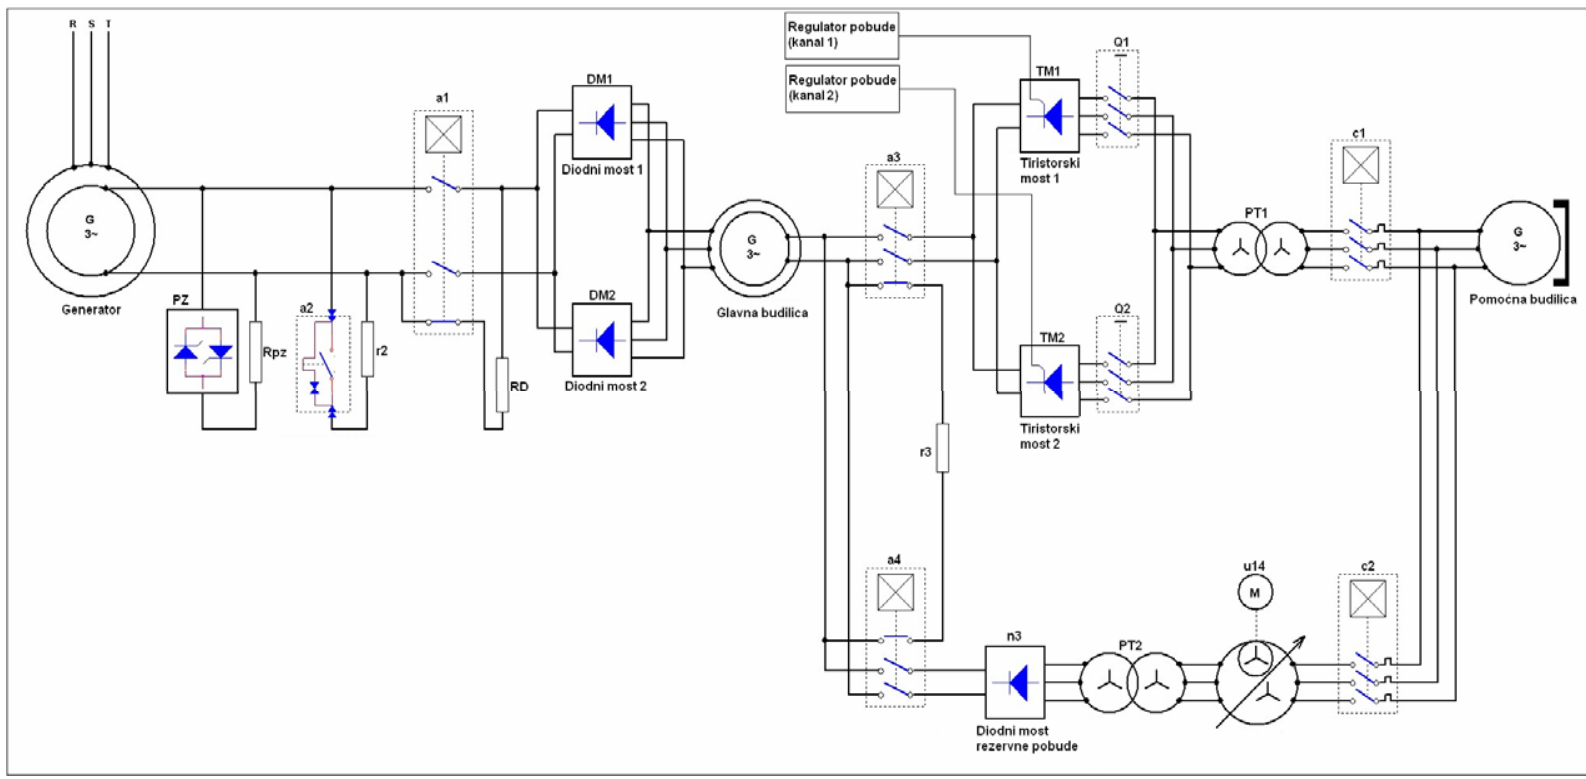 R S T
Regulator pobude
(kanal 1)
Regulator pobude
(kanal 2)
Q1
DM1
TM1
a1
Diodni most 1
Tiristorski
most 1
a3
c1
G
3~
Generator
PT1
G
3~
Glavna budilica
G
3~
Pomoćna budilica
PZ
a2
DM2
Q2
Rpz
r2
RD
Diodni most 2
TM2
Tiristorski
most 2
r3
a4
u14
M
c2
n3
PT2
Diodni most
rezervne pobude